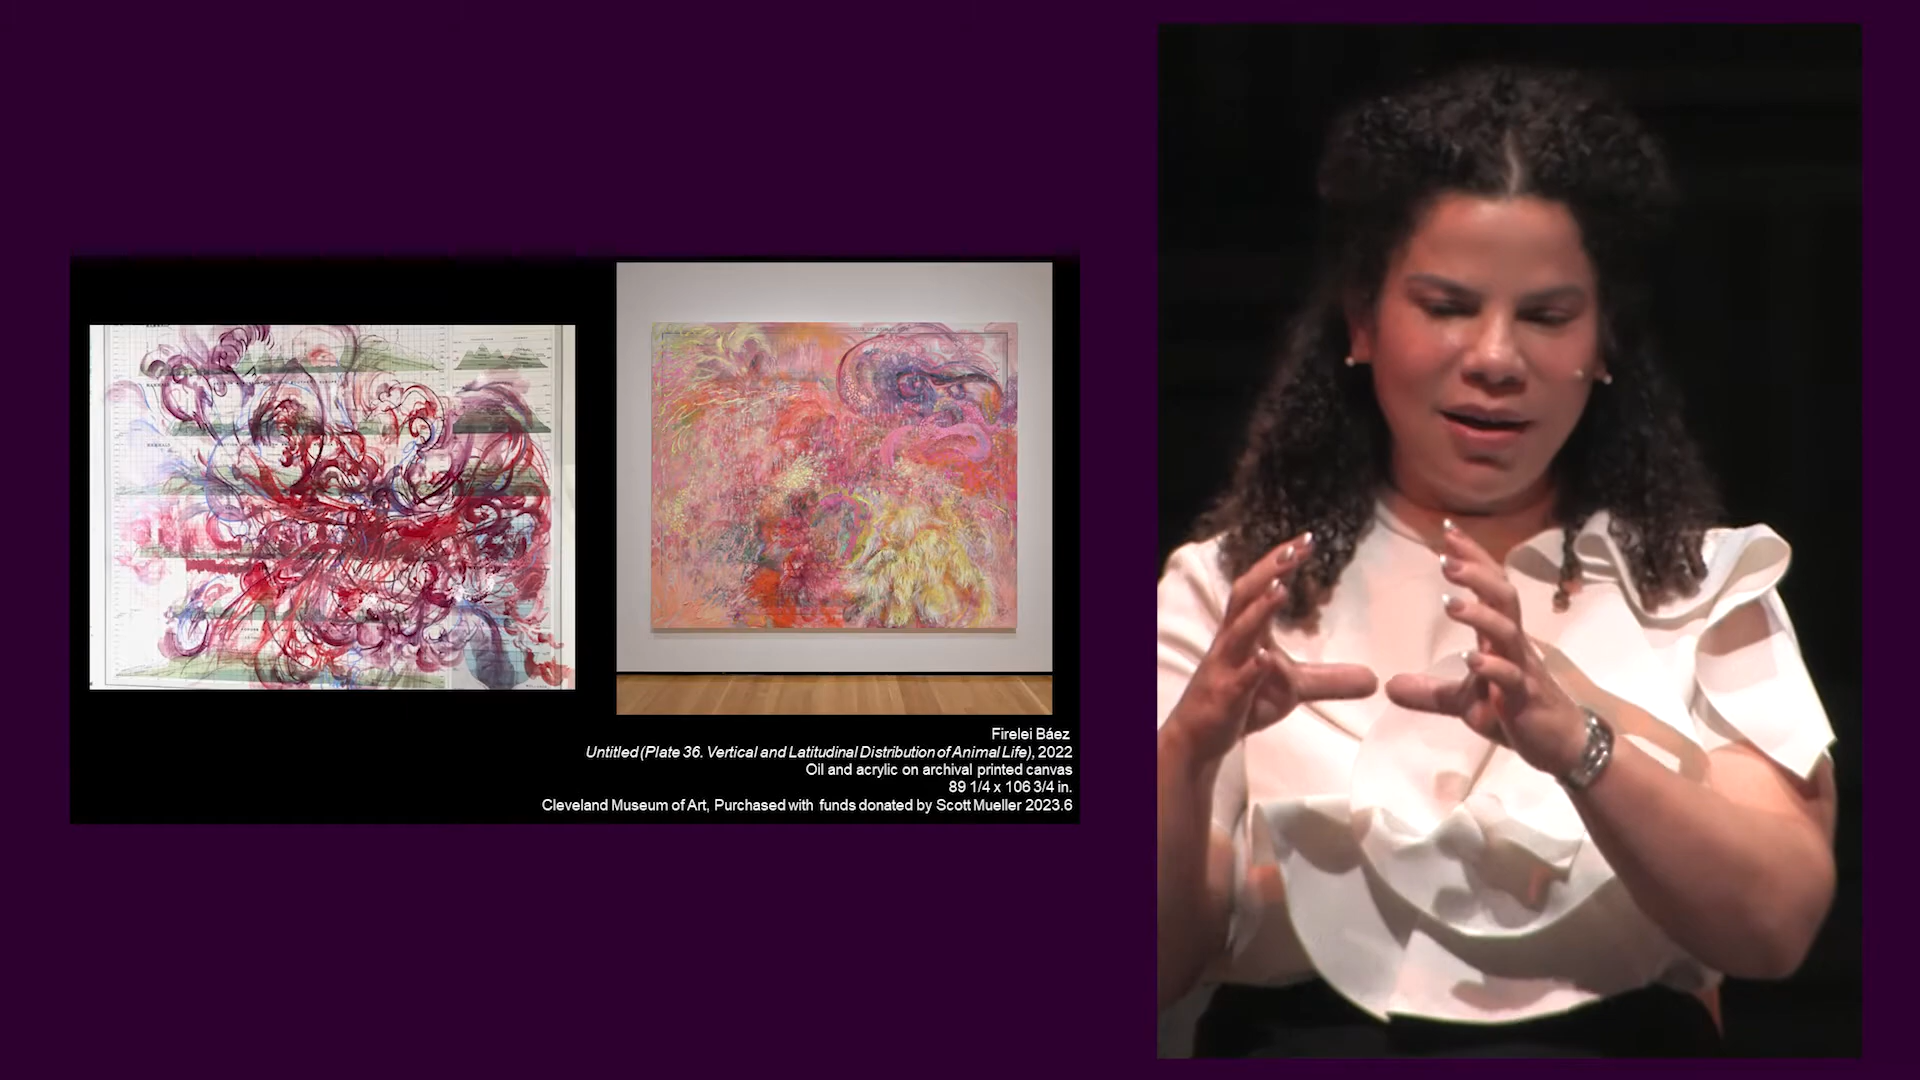 Firelei Báez
Untitled (Plate 36. Vertical and Latitudinal Distribution of Animal Life), 2022
Oil and acrylic on archival printed canvas
89 1/4 x 106 3/4 in.
Cleveland Museum of Art, Purchased with funds donated by Scott Mueller 2023.6